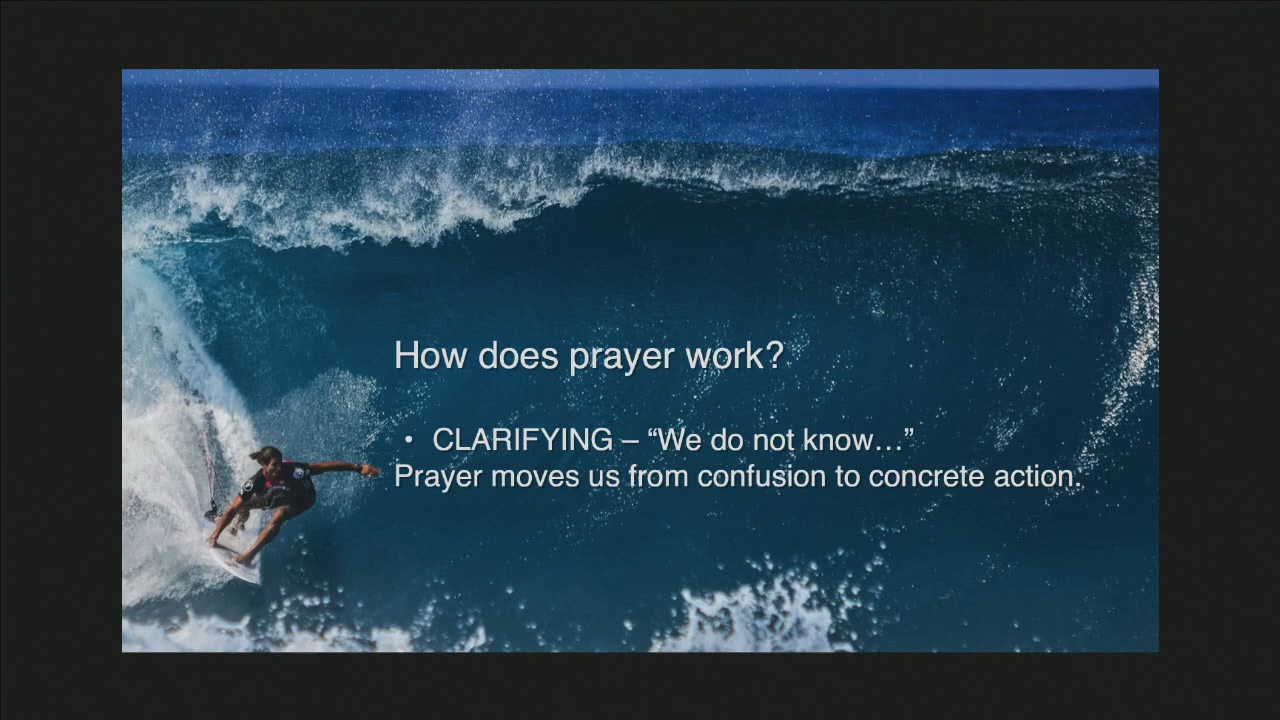 How does prayer work?
• CLARIFYING – “We do not know…”
Prayer moves us from confusion to concrete action.